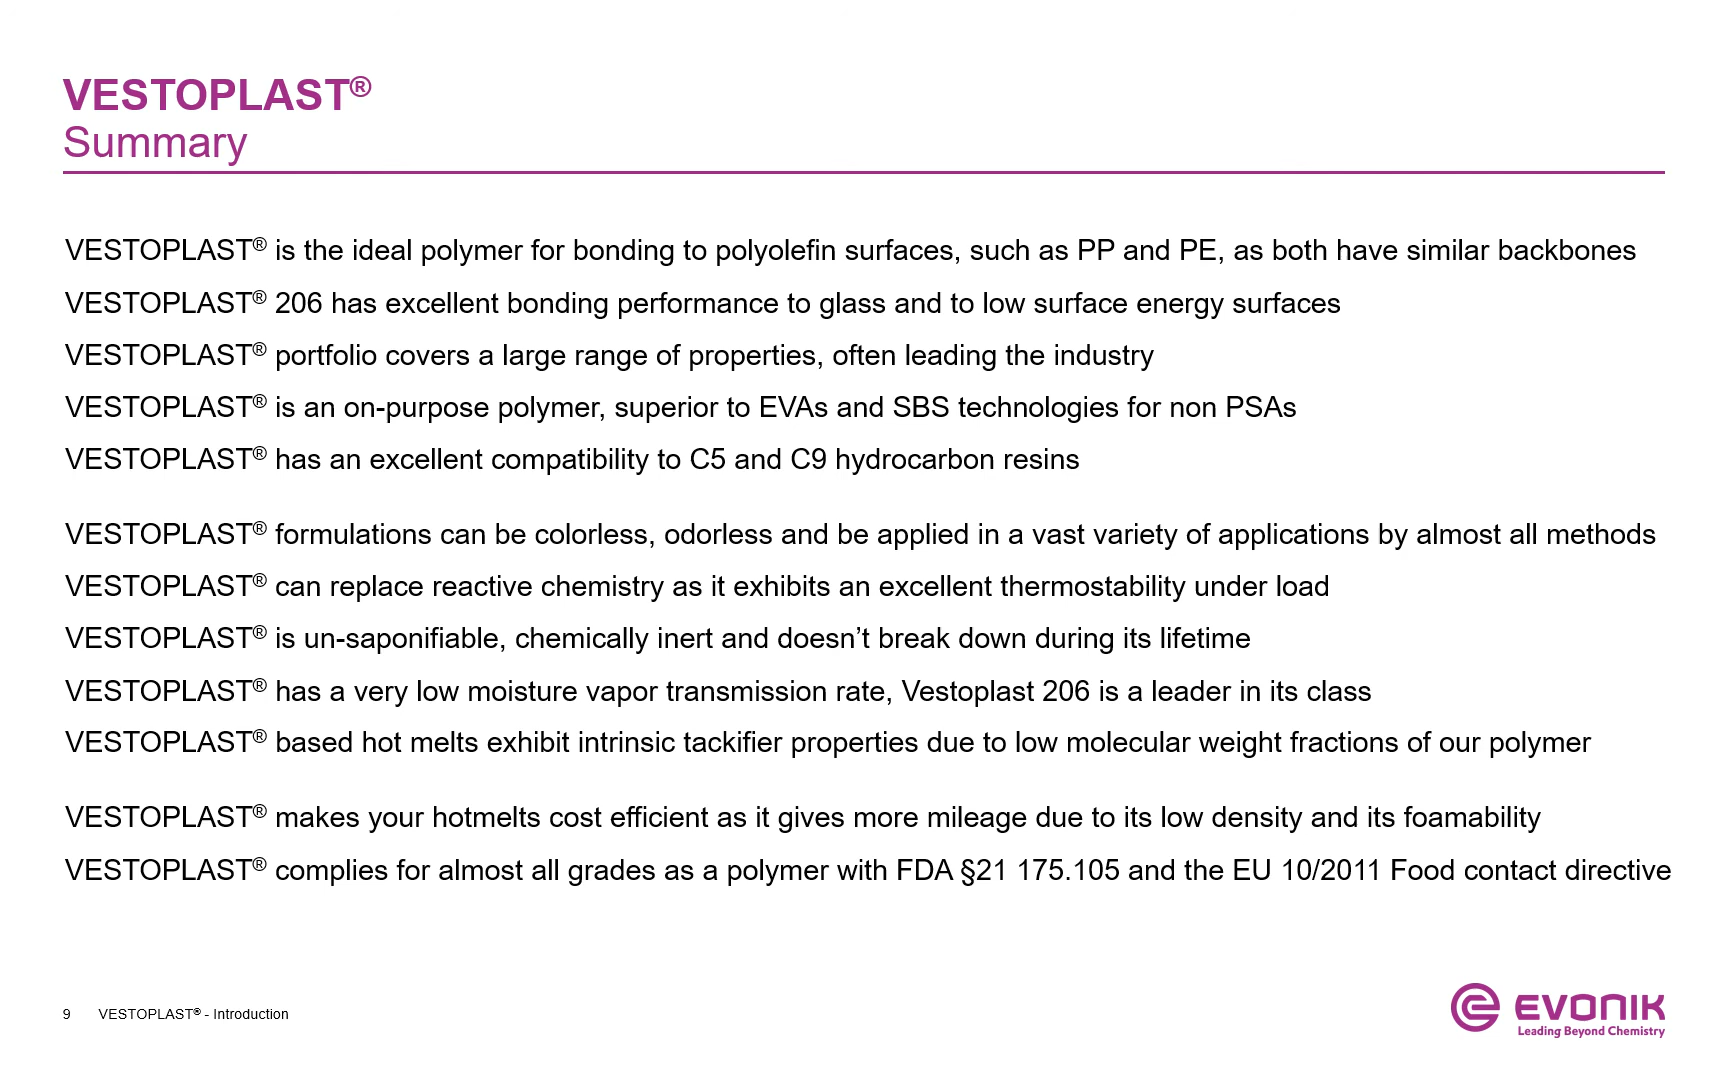 VESTOPLAST®
Summary
VESTOPLAST® is the ideal polymer for bonding to polyolefin surfaces, such as PP and PE, as both have similar backbones
VESTOPLAST® 206 has excellent bonding performance to glass and to low surface energy surfaces
VESTOPLAST® portfolio covers a large range of properties, often leading the industry
VESTOPLAST® is an on-purpose polymer, superior to EVAs and SBS technologies for non PSAs
VESTOPLAST® has an excellent compatibility to C5 and C9 hydrocarbon resins
VESTOPLAST® formulations can be colorless, odorless and be applied in a vast variety of applications by almost all methods
VESTOPLAST® can replace reactive chemistry as it exhibits an excellent thermostability under load
VESTOPLAST® is un-saponifiable, chemically inert and doesn’t break down during its lifetime
VESTOPLAST® has a very low moisture vapor transmission rate, Vestoplast 206 is a leader in its class
VESTOPLAST® based hot melts exhibit intrinsic tackifier properties due to low molecular weight fractions of our polymer
VESTOPLAST® makes your hotmelts cost efficient as it gives more mileage due to its low density and its foamability
VESTOPLAST® complies for almost all grades as a polymer with FDA §21 175.105 and the EU 10/2011 Food contact directive
9 VESTOPLAST® - Introduction
EVONIK
Leading Beyond Chemistry